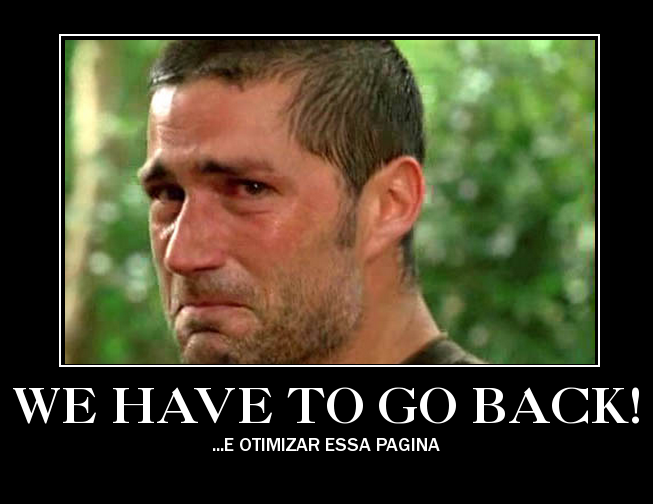 WE HAVE TO GO BACK!
...E OTIMIZAR ESSA PAGINA